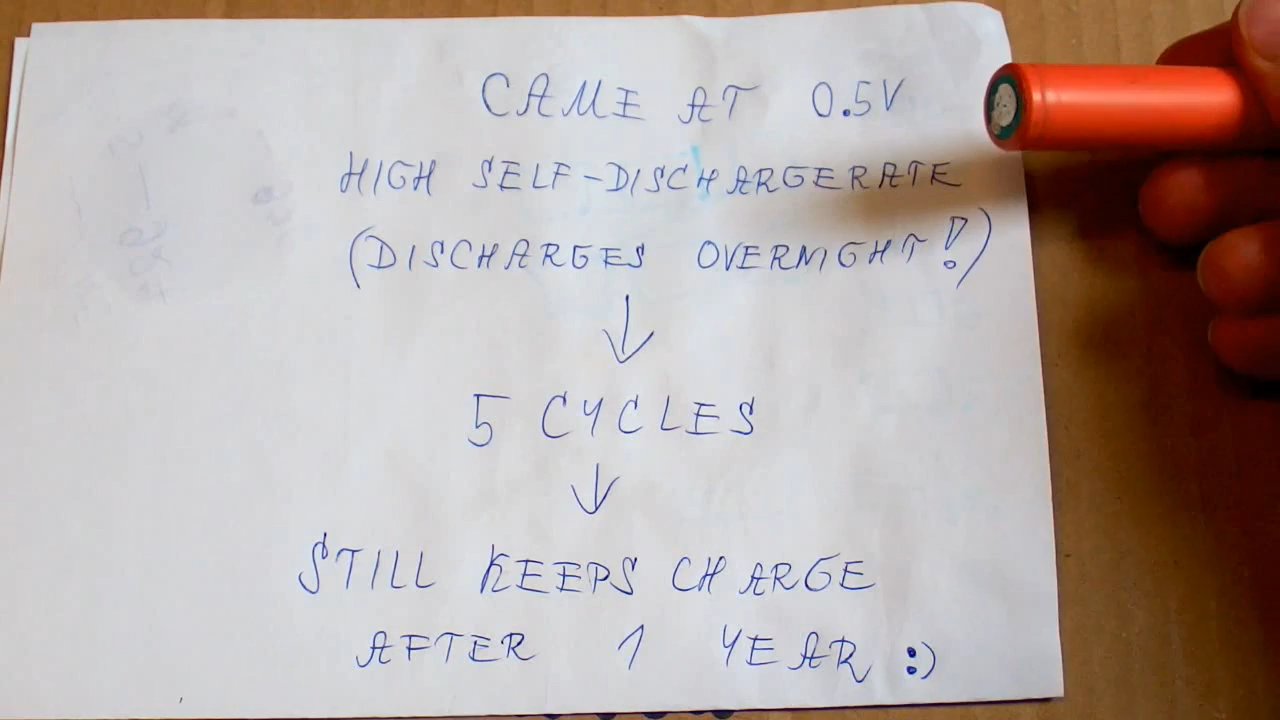 CAME AT 0.5V
HIGH SELF-DISCHARGERATE
(DISCHARGES OVERNIGHT!)
↓
5 CYCLES
↓
STILL KEEPS CHARGE
AFTER 1 YEAR :)